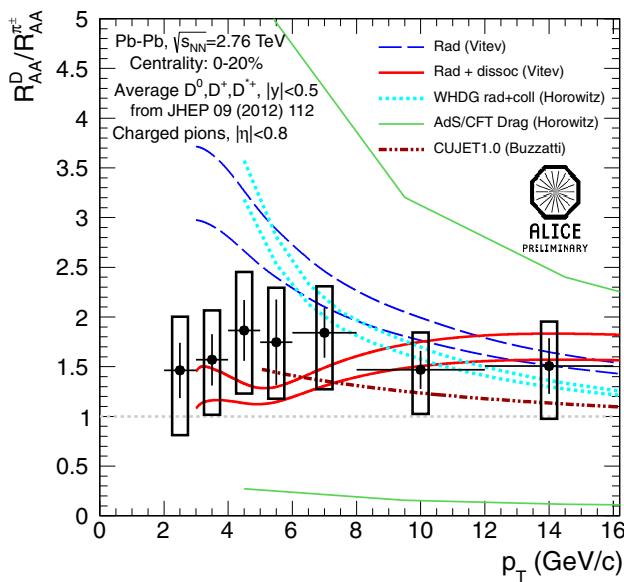 R_AA^D/R_AA^π±
5
4.5
4
3.5
3
2.5
2
1.5
1
0.5
0
Pb-Pb, √s_NN=2.76 TeV
Centrality: 0-20%
Average D⁰,D⁺,D*⁺, |y|<0.5
from JHEP 09 (2012) 112
Charged pions, |η|<0.8
Rad (Vitev)
Rad + dissoc (Vitev)
WHDG rad+coll (Horowitz)
AdS/CFT Drag (Horowitz)
CUJET1.0 (Buzzatti)
ALICE
PRELIMINARY
0 2 4 6 8 10 12 14 16
p_T (GeV/c)